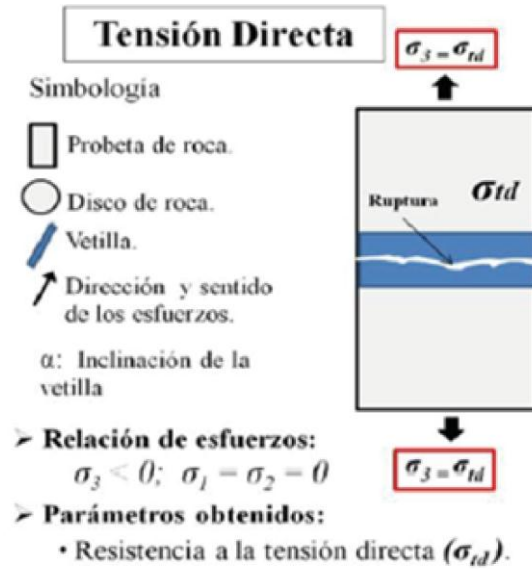 Tensión Directa
σ3 = σtd
Simbología
Probeta de roca.
Disco de roca.
Vetilla.
Dirección y sentido
de los esfuerzos.
α: Inclinación de la
vetilla
Ruptura
σtd
σ3 = σtd
➢ Relación de esfuerzos:
σ3 < 0; σ1 = σ2 = 0
➢ Parámetros obtenidos:
• Resistencia a la tensión directa (σtd).